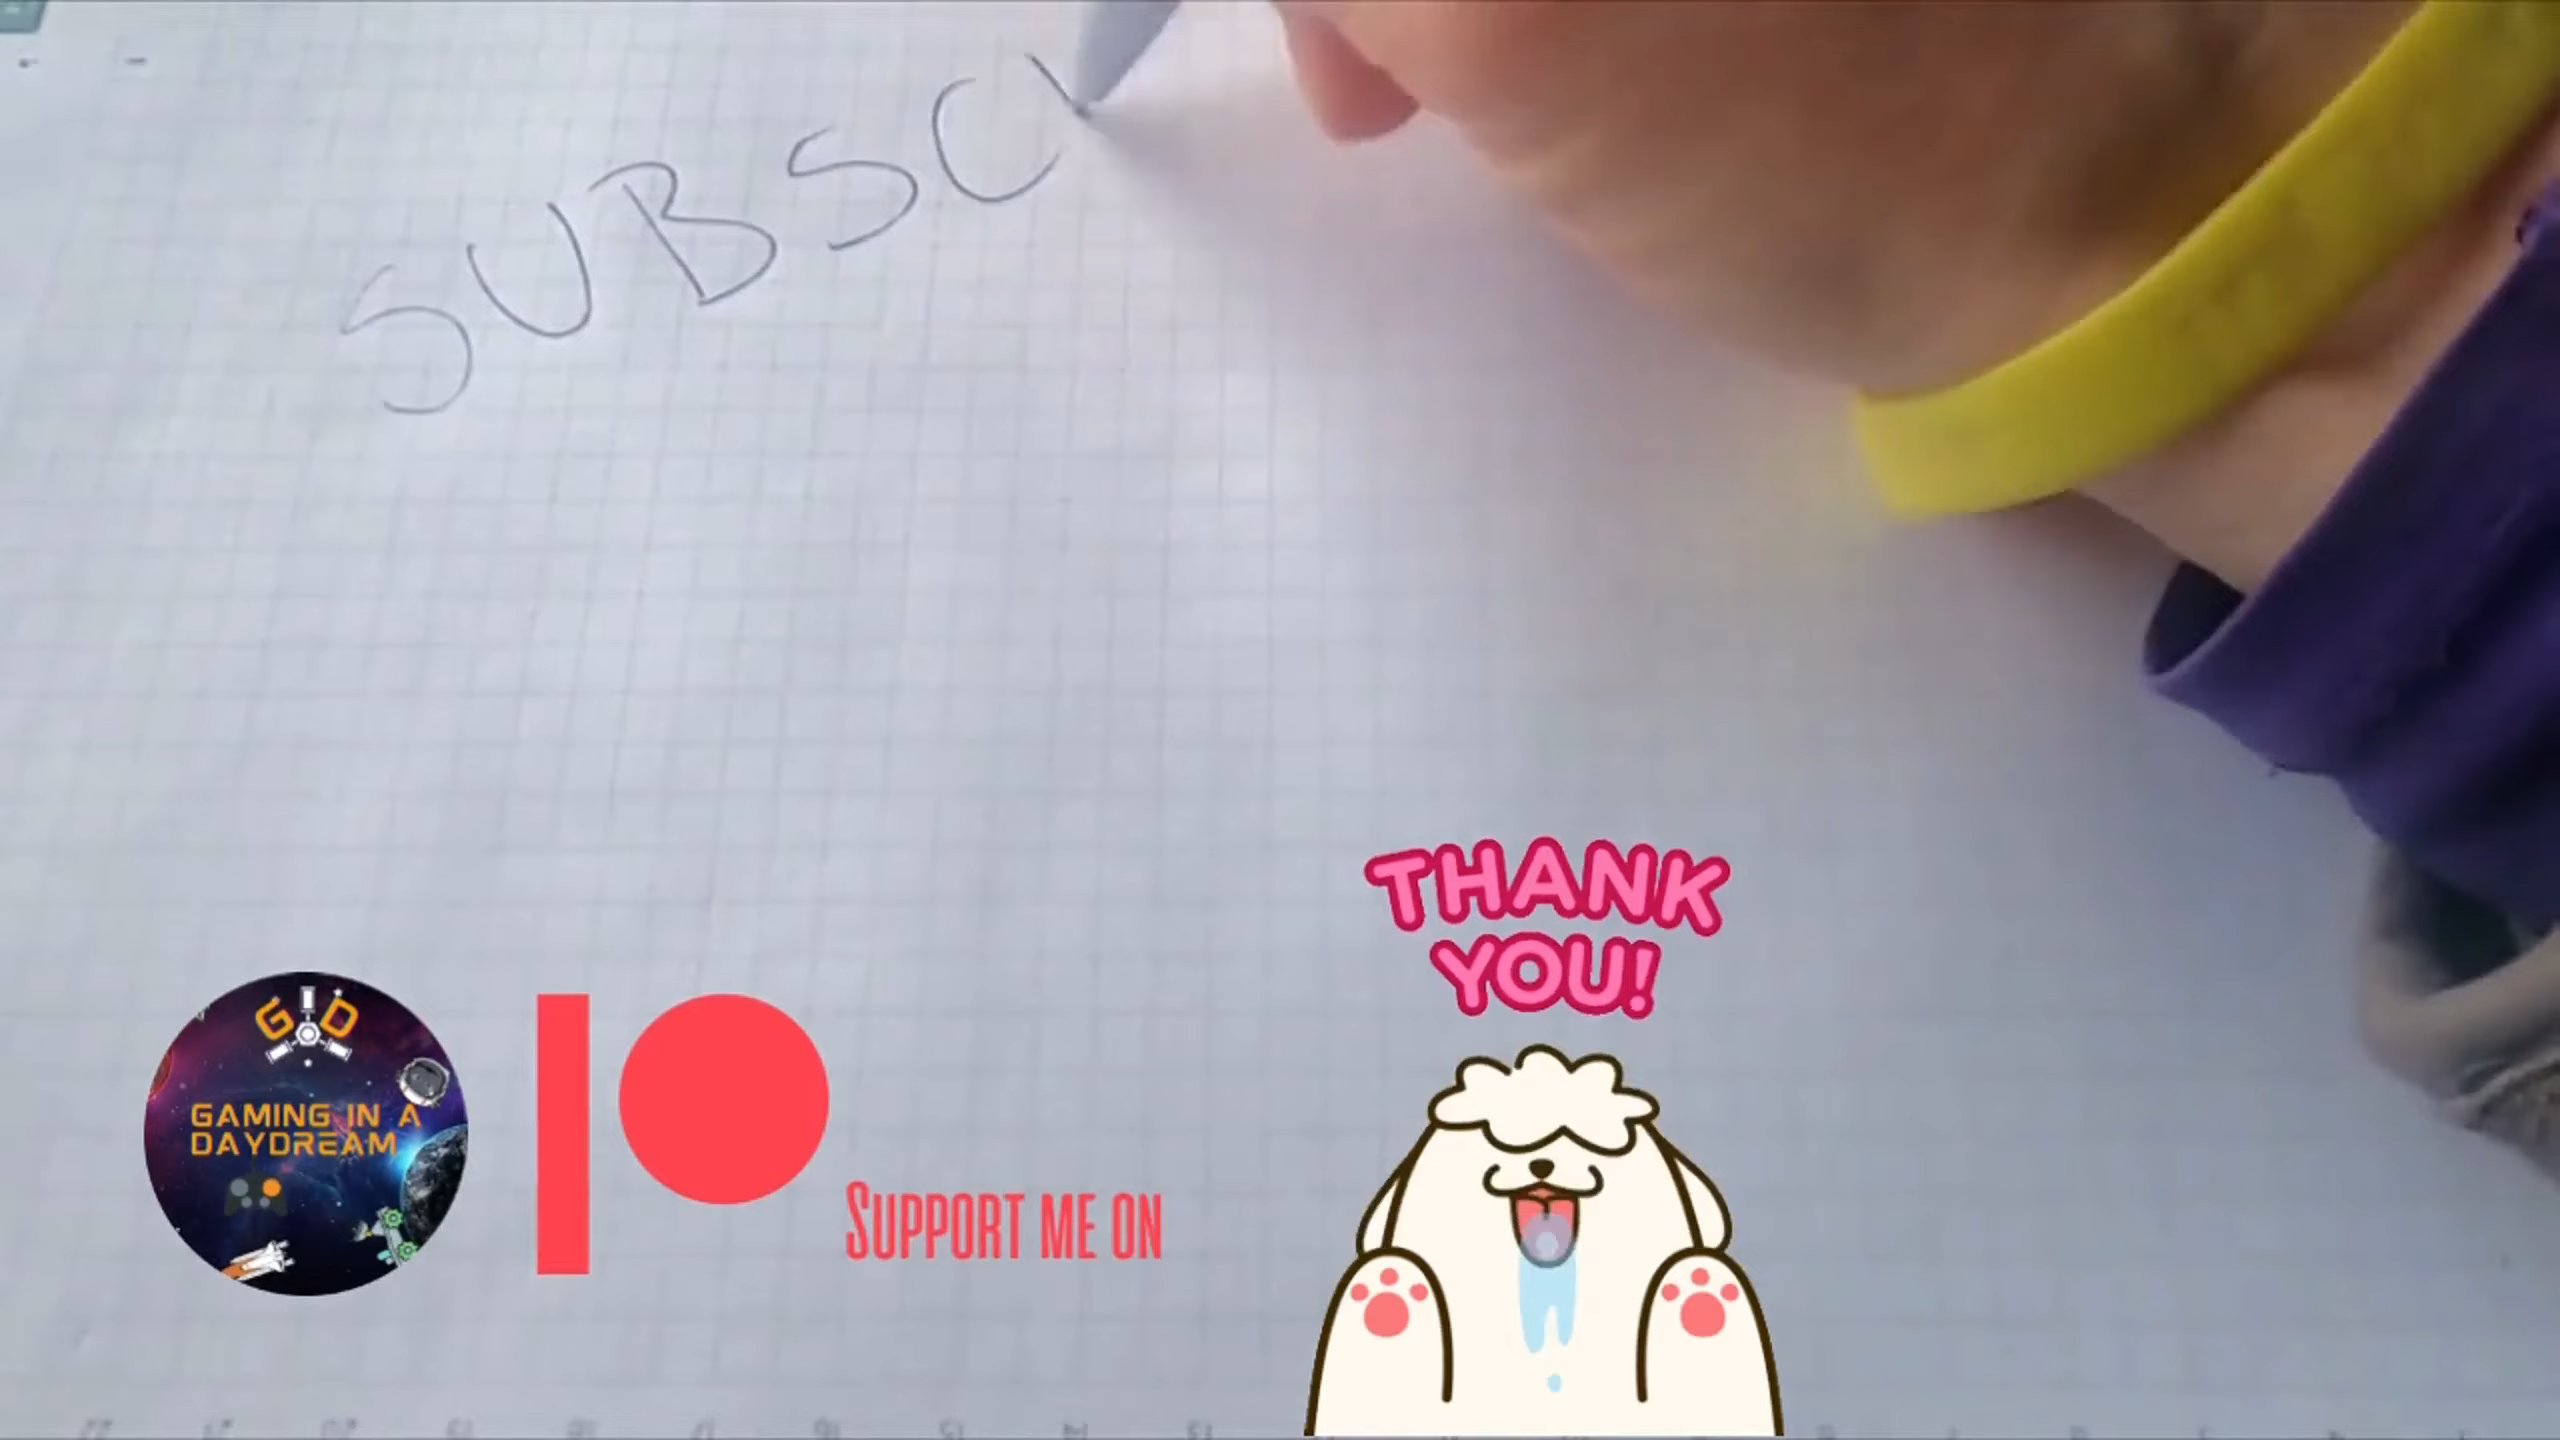 SUBSC
THANK
YOU!
G D
GAMING IN A
DAYDREAM
SUPPORT ME ON